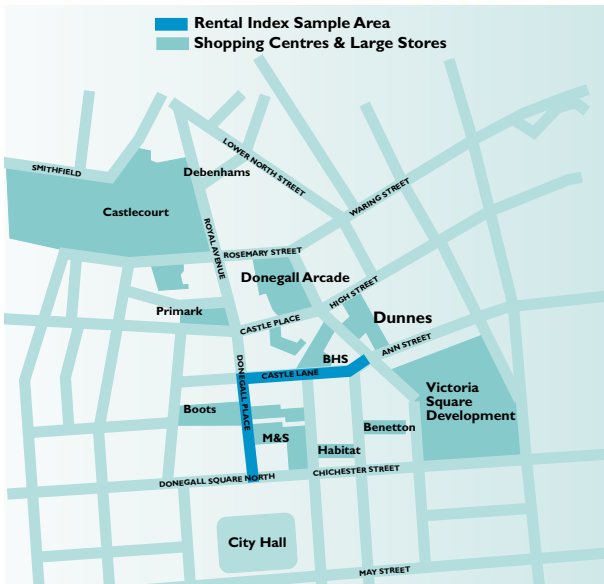 Rental Index Sample Area
Shopping Centres & Large Stores
SMITHFIELD
LOWER NORTH STREET
Debenhams
Castlecourt
WARING STREET
ROYAL AVENUE
ROSEMARY STREET
Donegall Arcade
HIGH STREET
Primark
CASTLE PLACE
Dunnes
ANN STREET
BHS
CASTLE LANE
DONEGALL PLACE
Victoria
Square
Development
Boots
Benetton
M&S
Habitat
CHICHESTER STREET
DONEGALL SQUARE NORTH
City Hall
MAY STREET